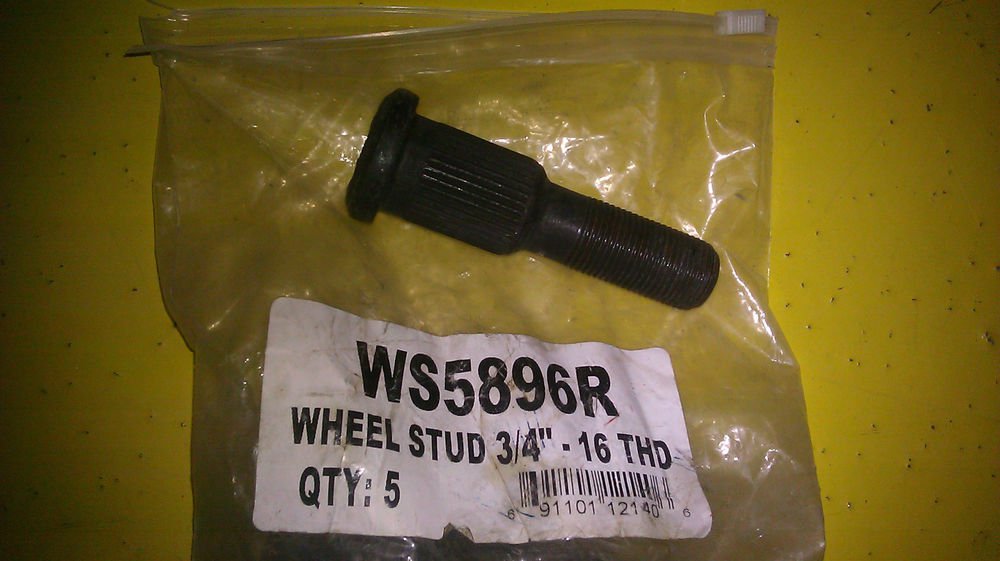 WS5896R
WHEEL STUD 3/4" - 16 THD
QTY: 5
6 91101 12140 6